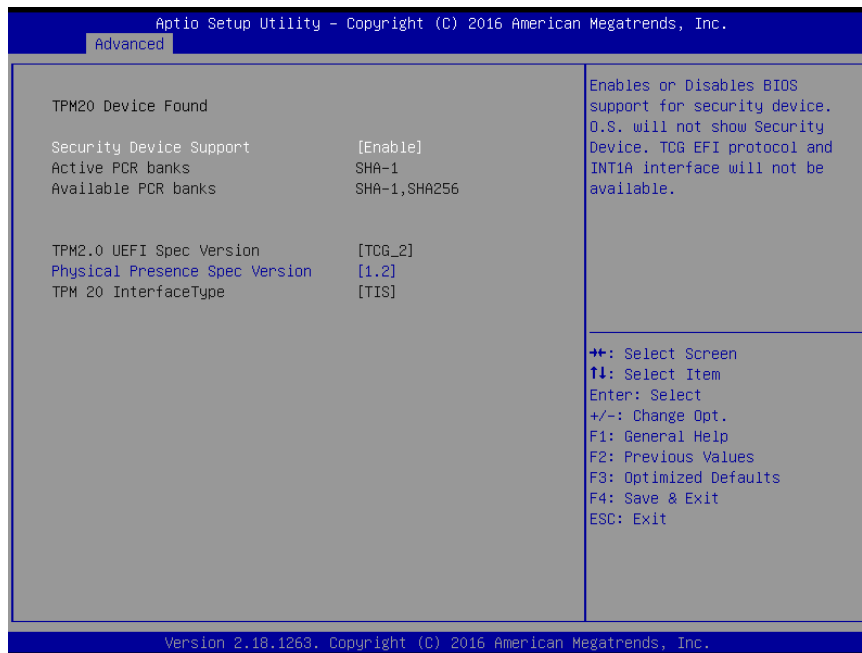 Aptio Setup Utility – Copyright (C) 2016 American Megatrends, Inc.
Advanced
TPM20 Device Found
Security Device Support [Enable]
Active PCR banks SHA-1
Available PCR banks SHA-1,SHA256
TPM2.0 UEFI Spec Version [TCG_2]
Physical Presence Spec Version [1.2]
TPM 20 InterfaceType [TIS]
Enables or Disables BIOS
support for security device.
O.S. will not show Security
Device. TCG EFI protocol and
INT1A interface will not be
available.
→←: Select Screen
↑↓: Select Item
Enter: Select
+/-: Change Opt.
F1: General Help
F2: Previous Values
F3: Optimized Defaults
F4: Save & Exit
ESC: Exit
Version 2.18.1263. Copyright (C) 2016 American Megatrends, Inc.